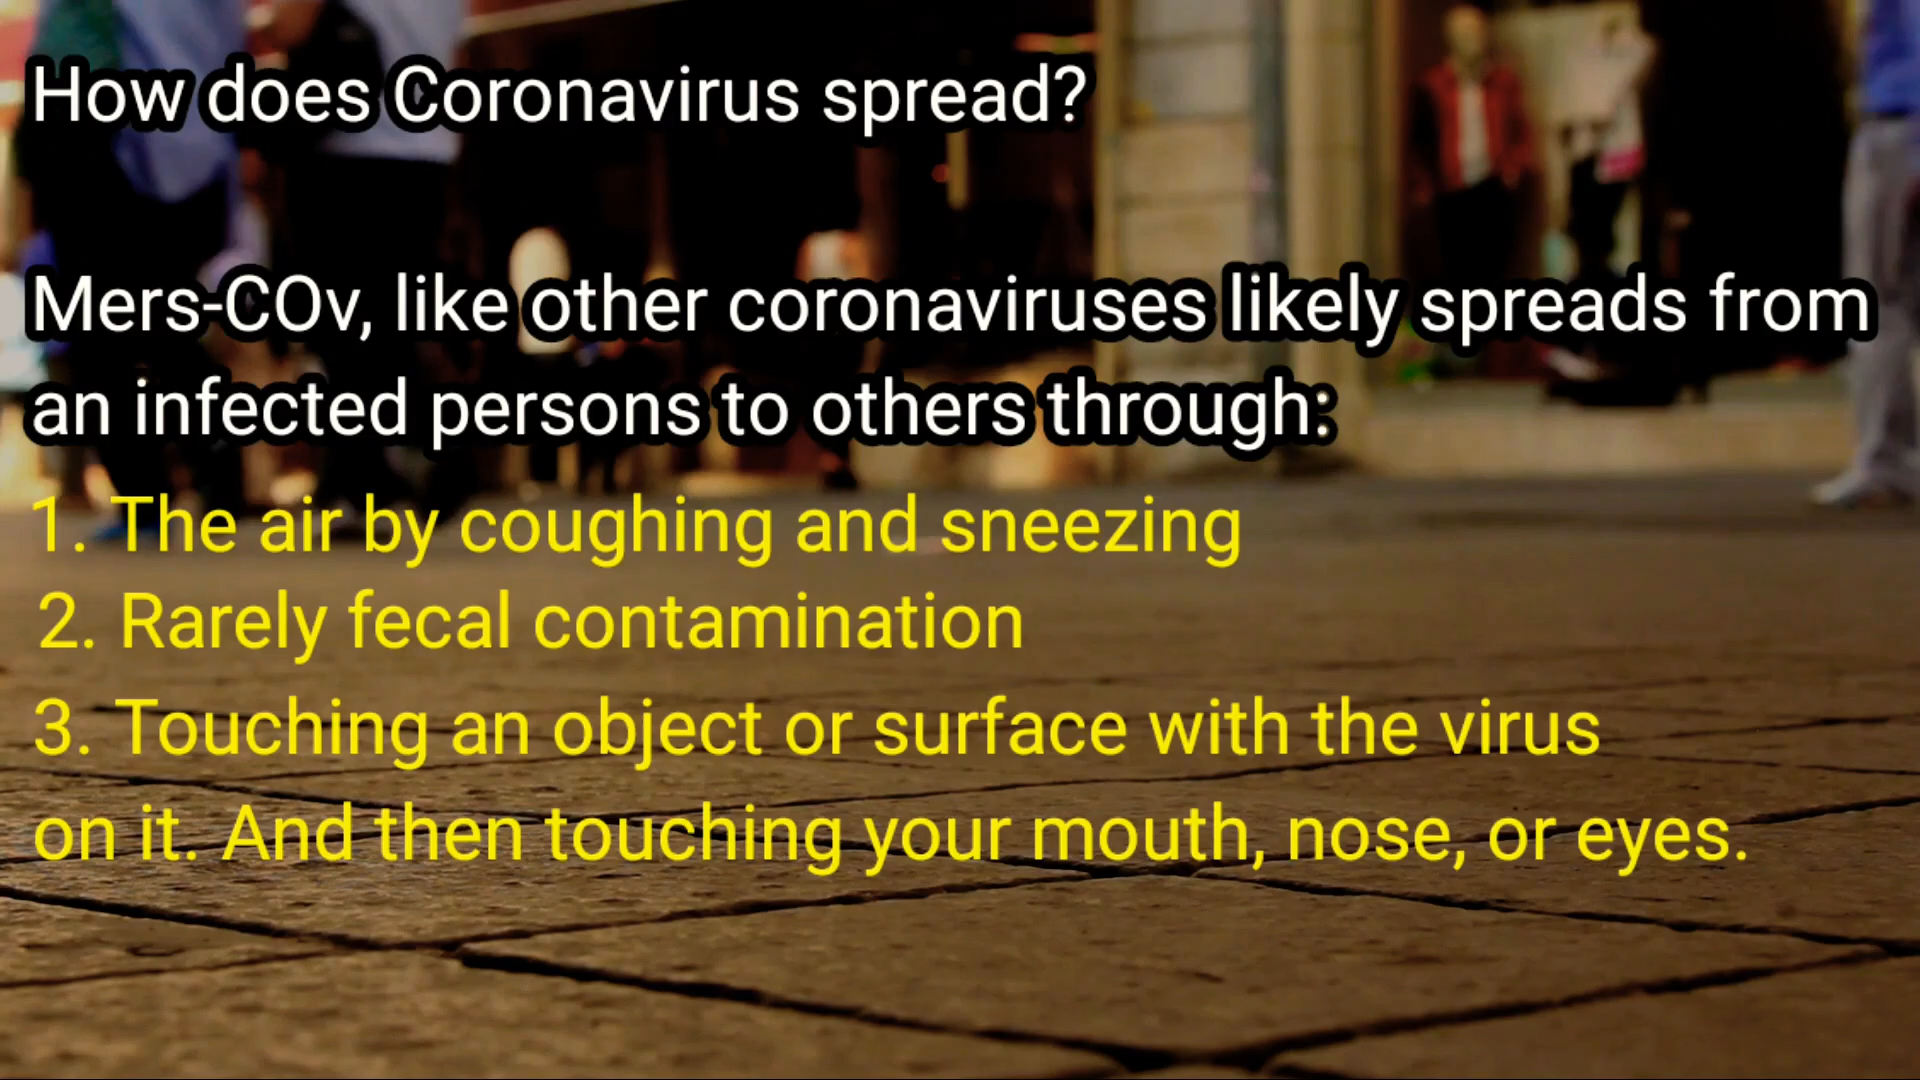 How does Coronavirus spread?
Mers-COv, like other coronaviruses likely spreads from
an infected persons to others through:
1. The air by coughing and sneezing
2. Rarely fecal contamination
3. Touching an object or surface with the virus
on it. And then touching your mouth, nose, or eyes.